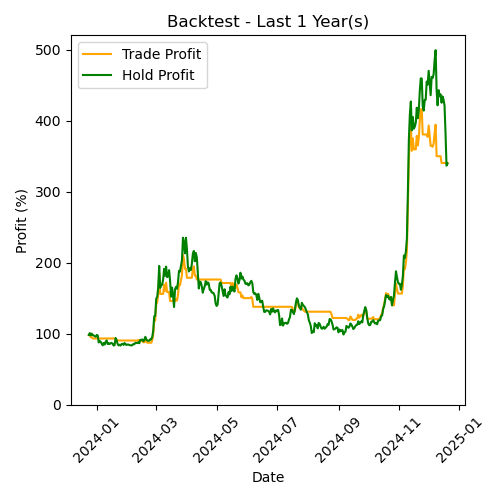 Backtest - Last 1 Year(s)
Trade Profit
Hold Profit
Profit (%)
500
400
300
200
100
0
2024-01
2024-03
2024-05
2024-07
2024-09
2024-11
2025-01
Date